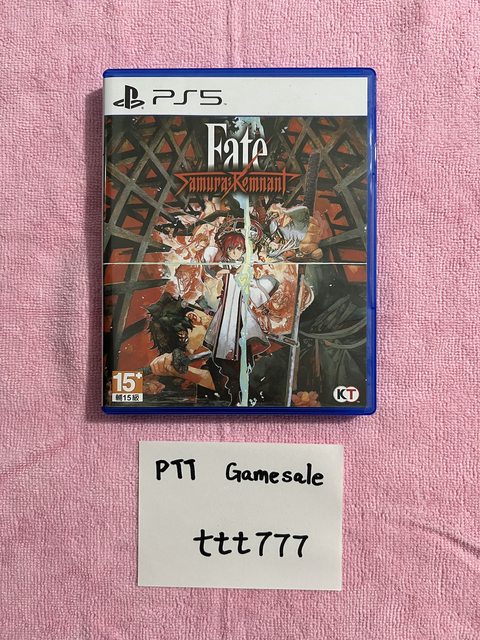 PS5
Fate
Samurai Remnant
15+
輔15級
KT
PTT Gamesale
ttt777